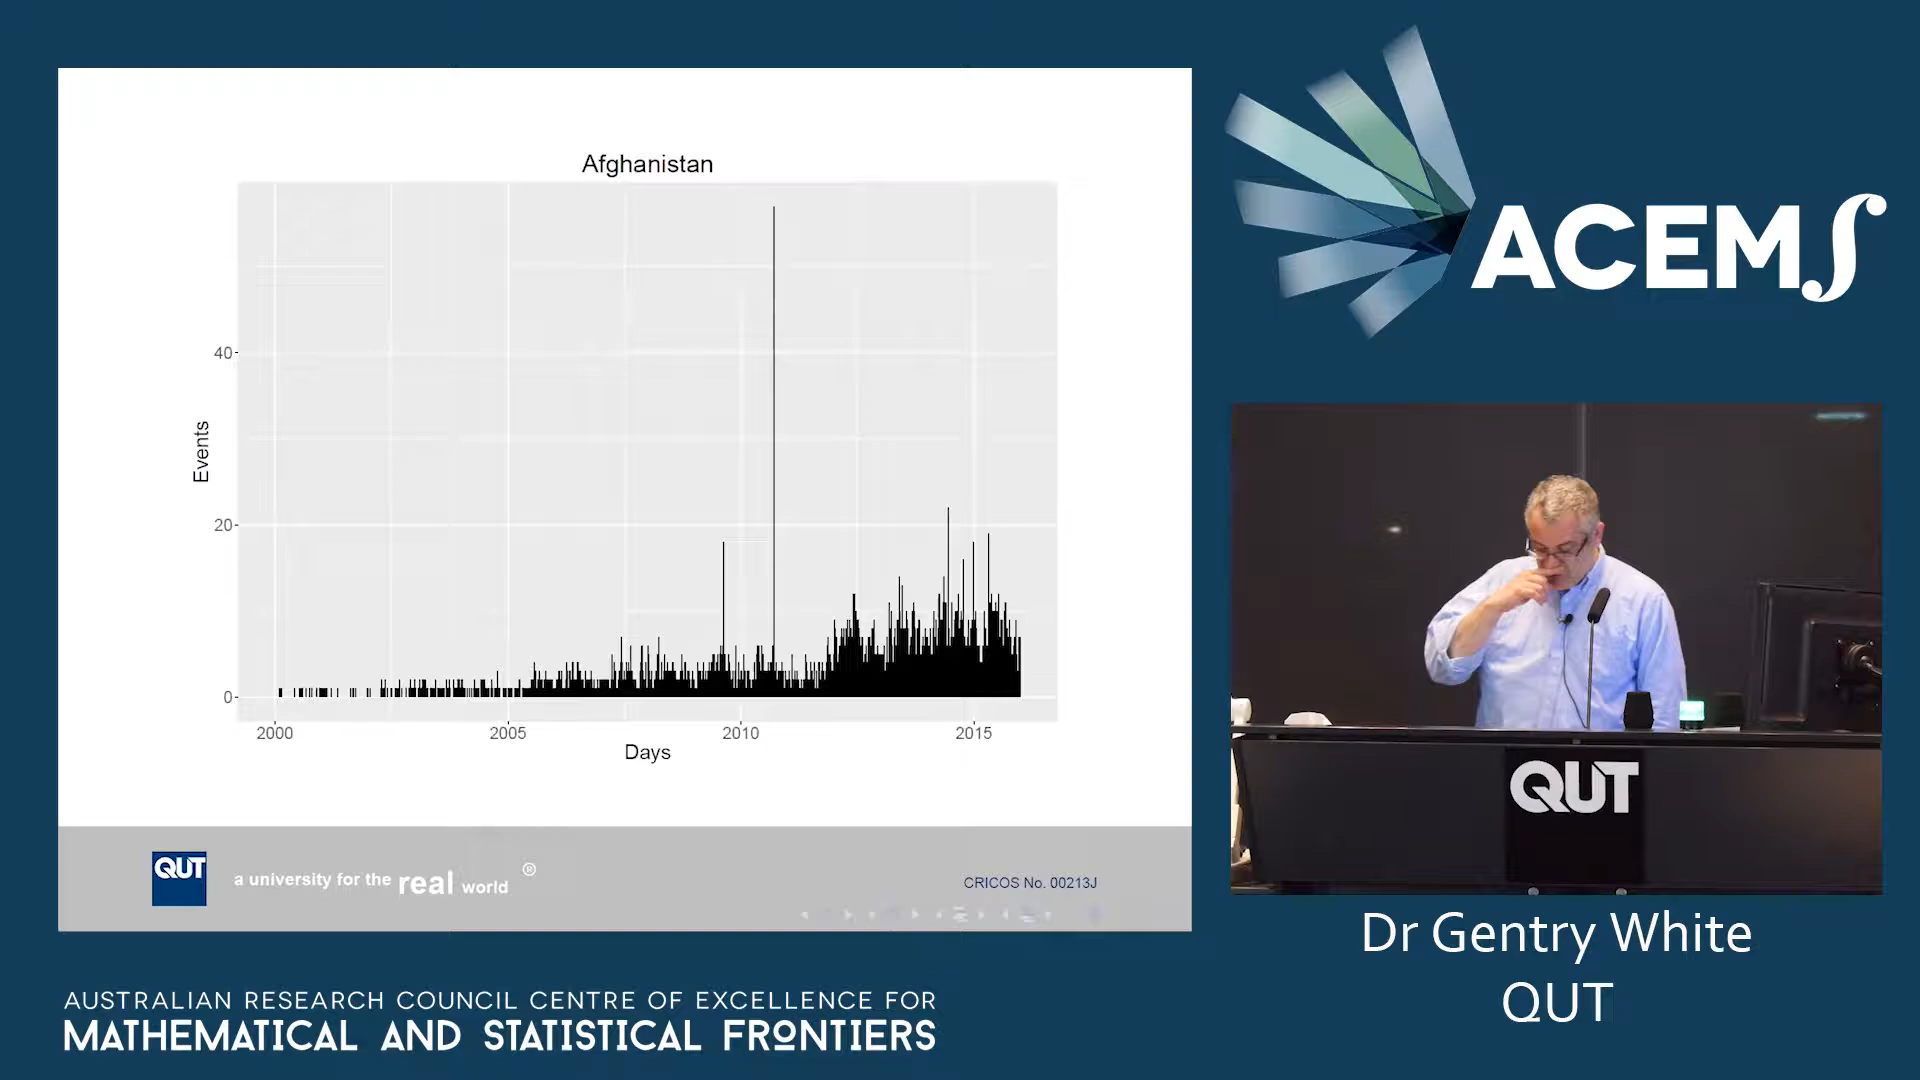 Afghanistan
Events
40
20
0
2000 2005 2010 2015
Days
QUT
a university for the real world ®
CRICOS No. 00213J
ACEMS
QUT
Dr Gentry White
QUT
AUSTRALIAN RESEARCH COUNCIL CENTRE OF EXCELLENCE FOR
MATHEMATICAL AND STATISTICAL FRONTIERS